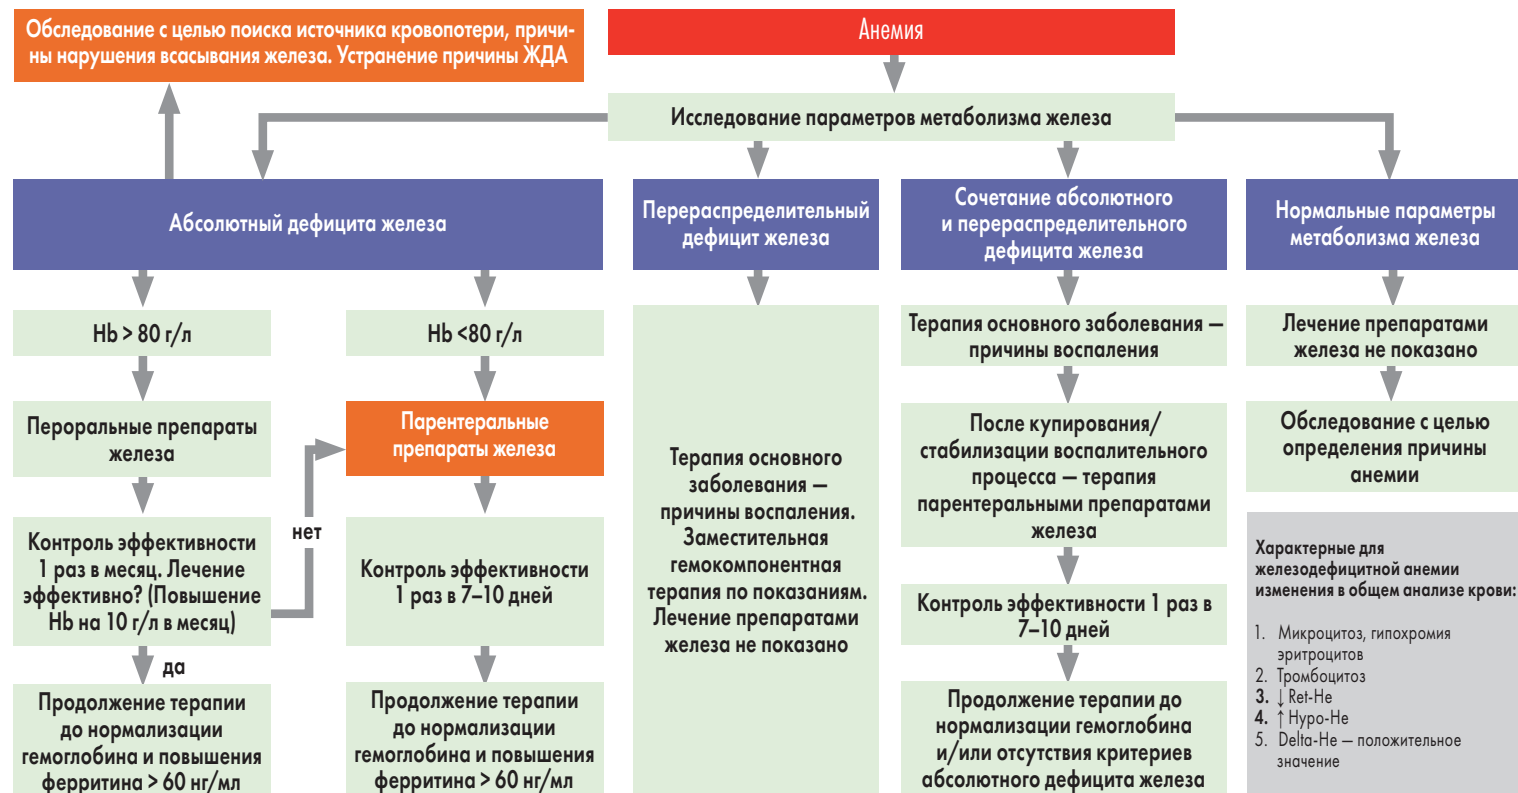 Обследование с целью поиска источника кровопотери, причи-
ны нарушения всасывания железа. Устранение причины ЖДА
Анемия
Исследование параметров метаболизма железа
Абсолютный дефицита железа
Перераспределительный
дефицит железа
Сочетание абсолютного
и перераспределительного
дефицита железа
Нормальные параметры
метаболизма железа
Hb > 80 г/л
Пероральные препараты
железа
Контроль эффективности
1 раз в месяц. Лечение
эффективно? (Повышение
Hb на 10 г/л в месяц)
нет
да
Продолжение терапии
до нормализации
гемоглобина и повышения
ферритина > 60 нг/мл
Hb <80 г/л
Парентеральные
препараты железа
Контроль эффективности
1 раз в 7–10 дней
Продолжение терапии
до нормализации
гемоглобина и повышения
ферритина > 60 нг/мл
Терапия основного
заболевания —
причины воспаления.
Заместительная
гемокомпонентная
терапия по показаниям.
Лечение препаратами
железа не показано
Терапия основного заболевания —
причины воспаления
После купирования/
стабилизации воспалительного
процесса — терапия
парентеральными препаратами
железа
Контроль эффективности 1 раз в
7–10 дней
Продолжение терапии до
нормализации гемоглобина
и/или отсутствия критериев
абсолютного дефицита железа
Лечение препаратами
железа не показано
Обследование с целью
определения причины
анемии
Характерные для
железодефицитной анемии
изменения в общем анализе крови:
1. Микроцитоз, гипохромия
эритроцитов
2. Тромбоцитоз
3. ↓ Ret-He
4. ↑ Hypo-He
5. Delta-He — положительное
значение